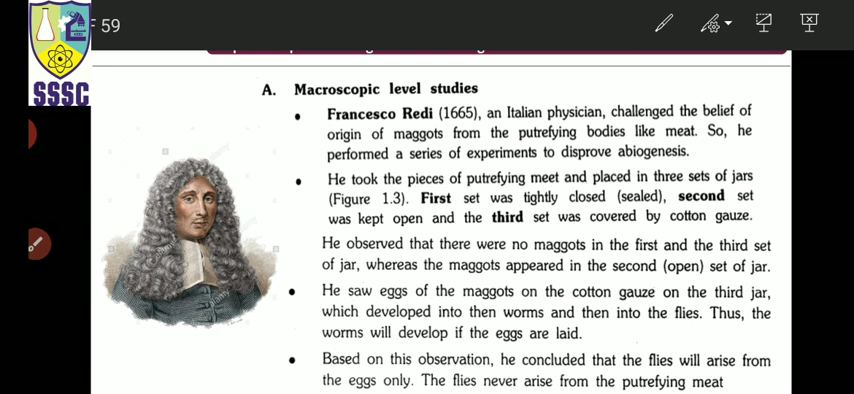 F 59
SSSC
A. Macroscopic level studies
• Francesco Redi (1665), an Italian physician, challenged the belief of
origin of maggots from the putrefying bodies like meat. So, he
performed a series of experiments to disprove abiogenesis.
• He took the pieces of putrefying meet and placed in three sets of jars
(Figure 1.3). First set was tightly closed (sealed), second set
was kept open and the third set was covered by cotton gauze.
He observed that there were no maggots in the first and the third set
of jar, whereas the maggots appeared in the second (open) set of jar.
• He saw eggs of the maggots on the cotton gauze on the third jar,
which developed into then worms and then into the flies. Thus, the
worms will develop if the eggs are laid.
• Based on this observation, he concluded that the flies will arise from
the eggs only. The flies never arise from the putrefying meat